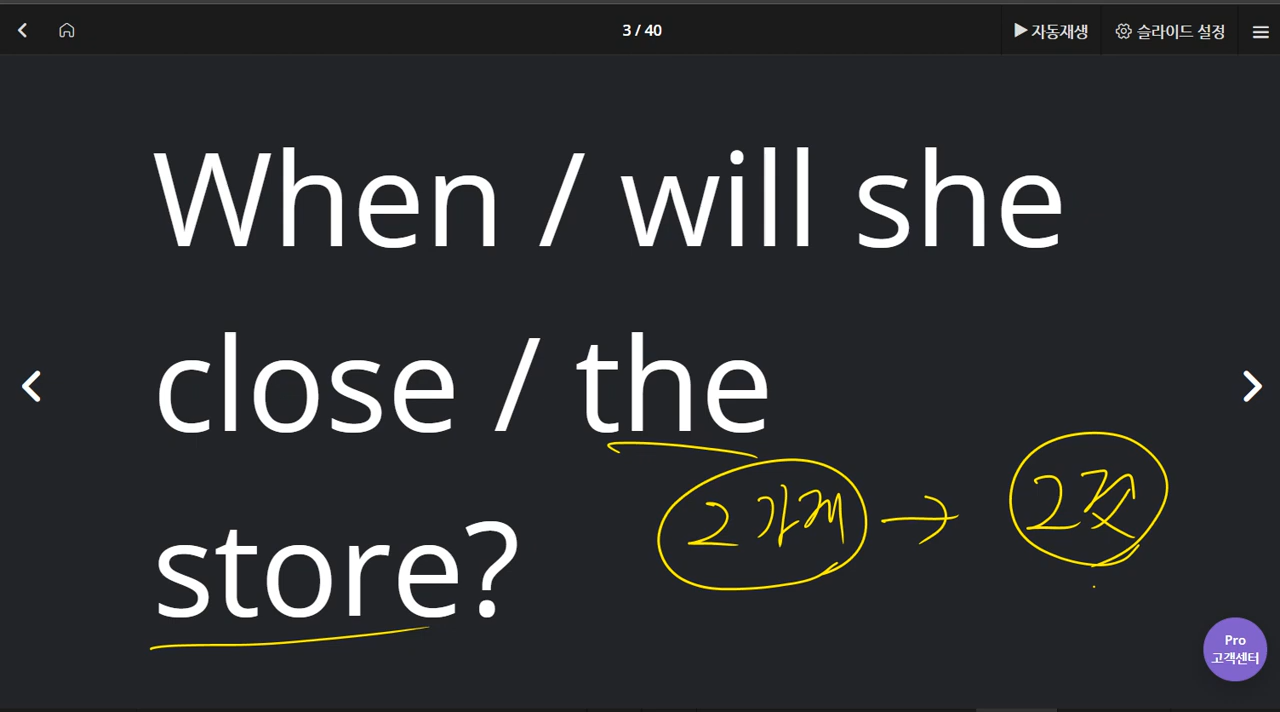 3 / 40
▶ 자동재생
슬라이드 설정
When / will she
close / the
store?
그 가게 → 그것
Pro
고객센터